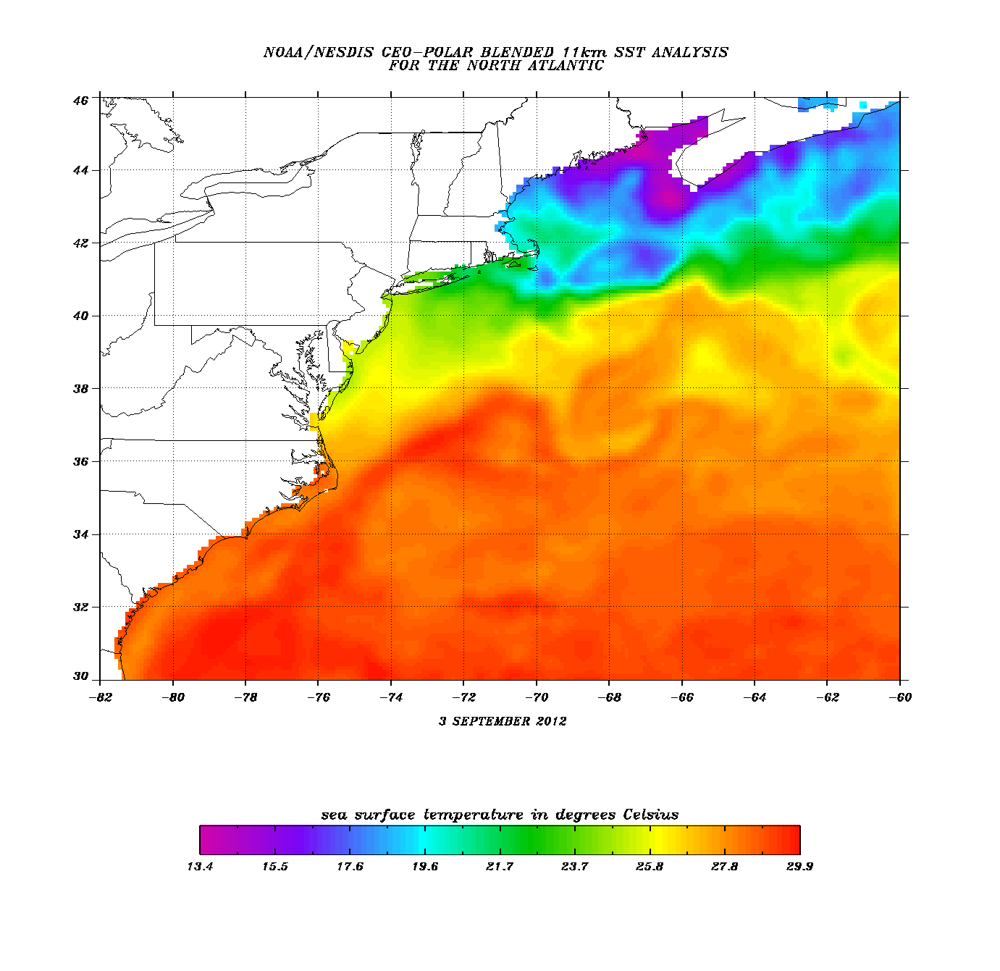 NOAA/NESDIS GEO-POLAR BLENDED 11km SST ANALYSIS
FOR THE NORTH ATLANTIC
46
44
42
40
38
36
34
32
30
-82 -80 -78 -76 -74 -72 -70 -68 -66 -64 -62 -60
3 SEPTEMBER 2012
sea surface temperature in degrees Celsius
13.4 15.5 17.6 19.6 21.7 23.7 25.8 27.8 29.9